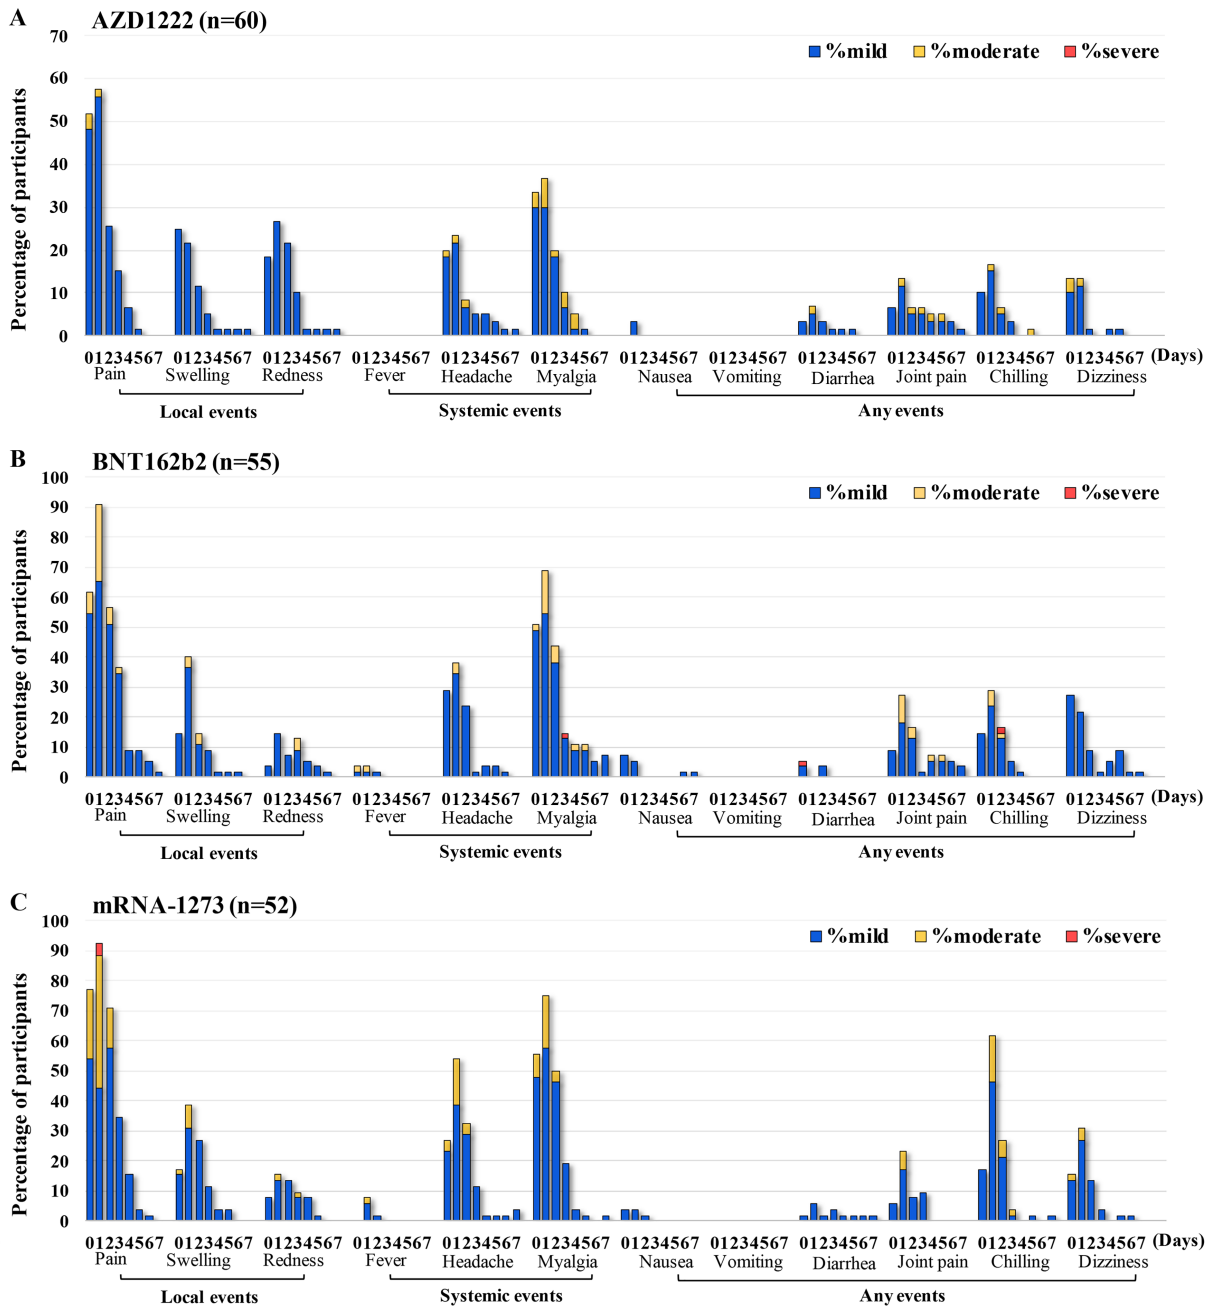 A AZD1222 (n=60)
%mild %moderate %severe
Percentage of participants
70
60
50
40
30
20
10
0
01234567 01234567 01234567 01234567 01234567 01234567 01234567 01234567 01234567 01234567 01234567 01234567 (Days)
Pain Swelling Redness Fever Headache Myalgia Nausea Vomiting Diarrhea Joint pain Chilling Dizziness
Local events Systemic events Any events
B BNT162b2 (n=55)
%mild %moderate %severe
Percentage of participants
100
90
80
70
60
50
40
30
20
10
0
01234567 01234567 01234567 01234567 01234567 01234567 01234567 01234567 01234567 01234567 01234567 01234567 (Days)
Pain Swelling Redness Fever Headache Myalgia Nausea Vomiting Diarrhea Joint pain Chilling Dizziness
Local events Systemic events Any events
C mRNA-1273 (n=52)
%mild %moderate %severe
Percentage of participants
100
90
80
70
60
50
40
30
20
10
0
01234567 01234567 01234567 01234567 01234567 01234567 01234567 01234567 01234567 01234567 01234567 01234567 (Days)
Pain Swelling Redness Fever Headache Myalgia Nausea Vomiting Diarrhea Joint pain Chilling Dizziness
Local events Systemic events Any events